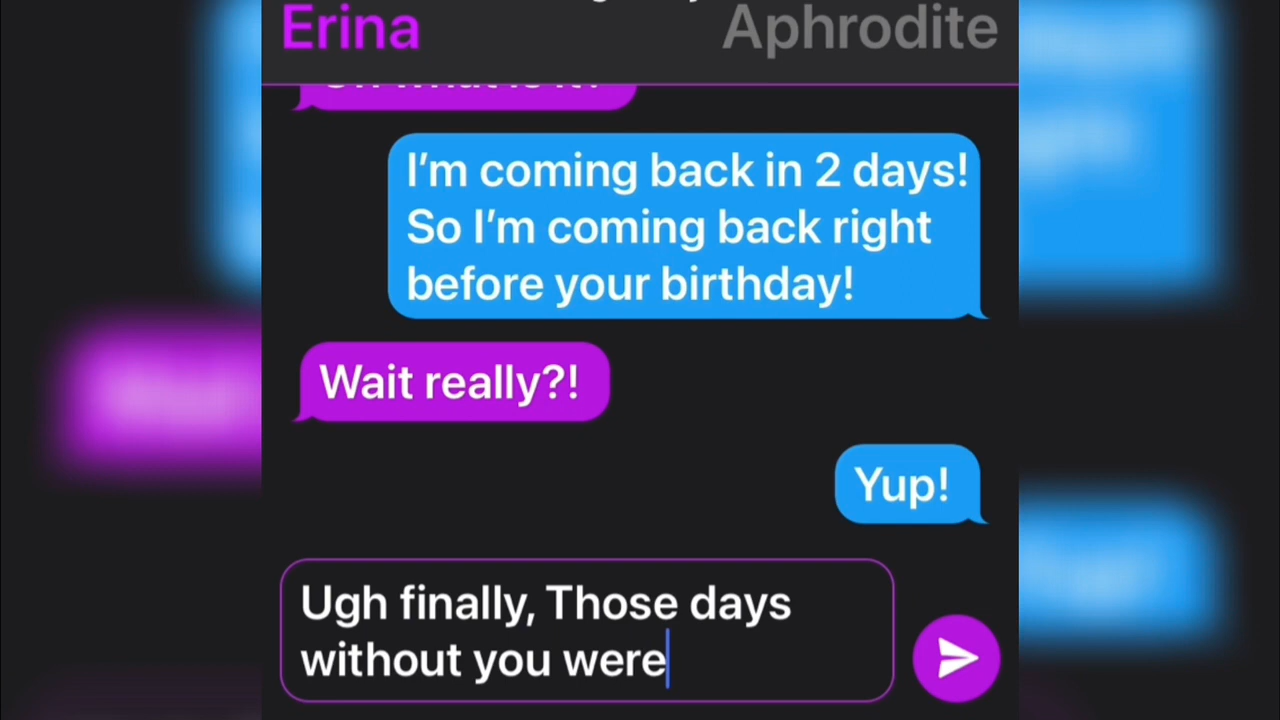 Erina
Aphrodite
I'm coming back in 2 days!
So I'm coming back right
before your birthday!
Wait really?!
Yup!
Ugh finally, Those days
without you were